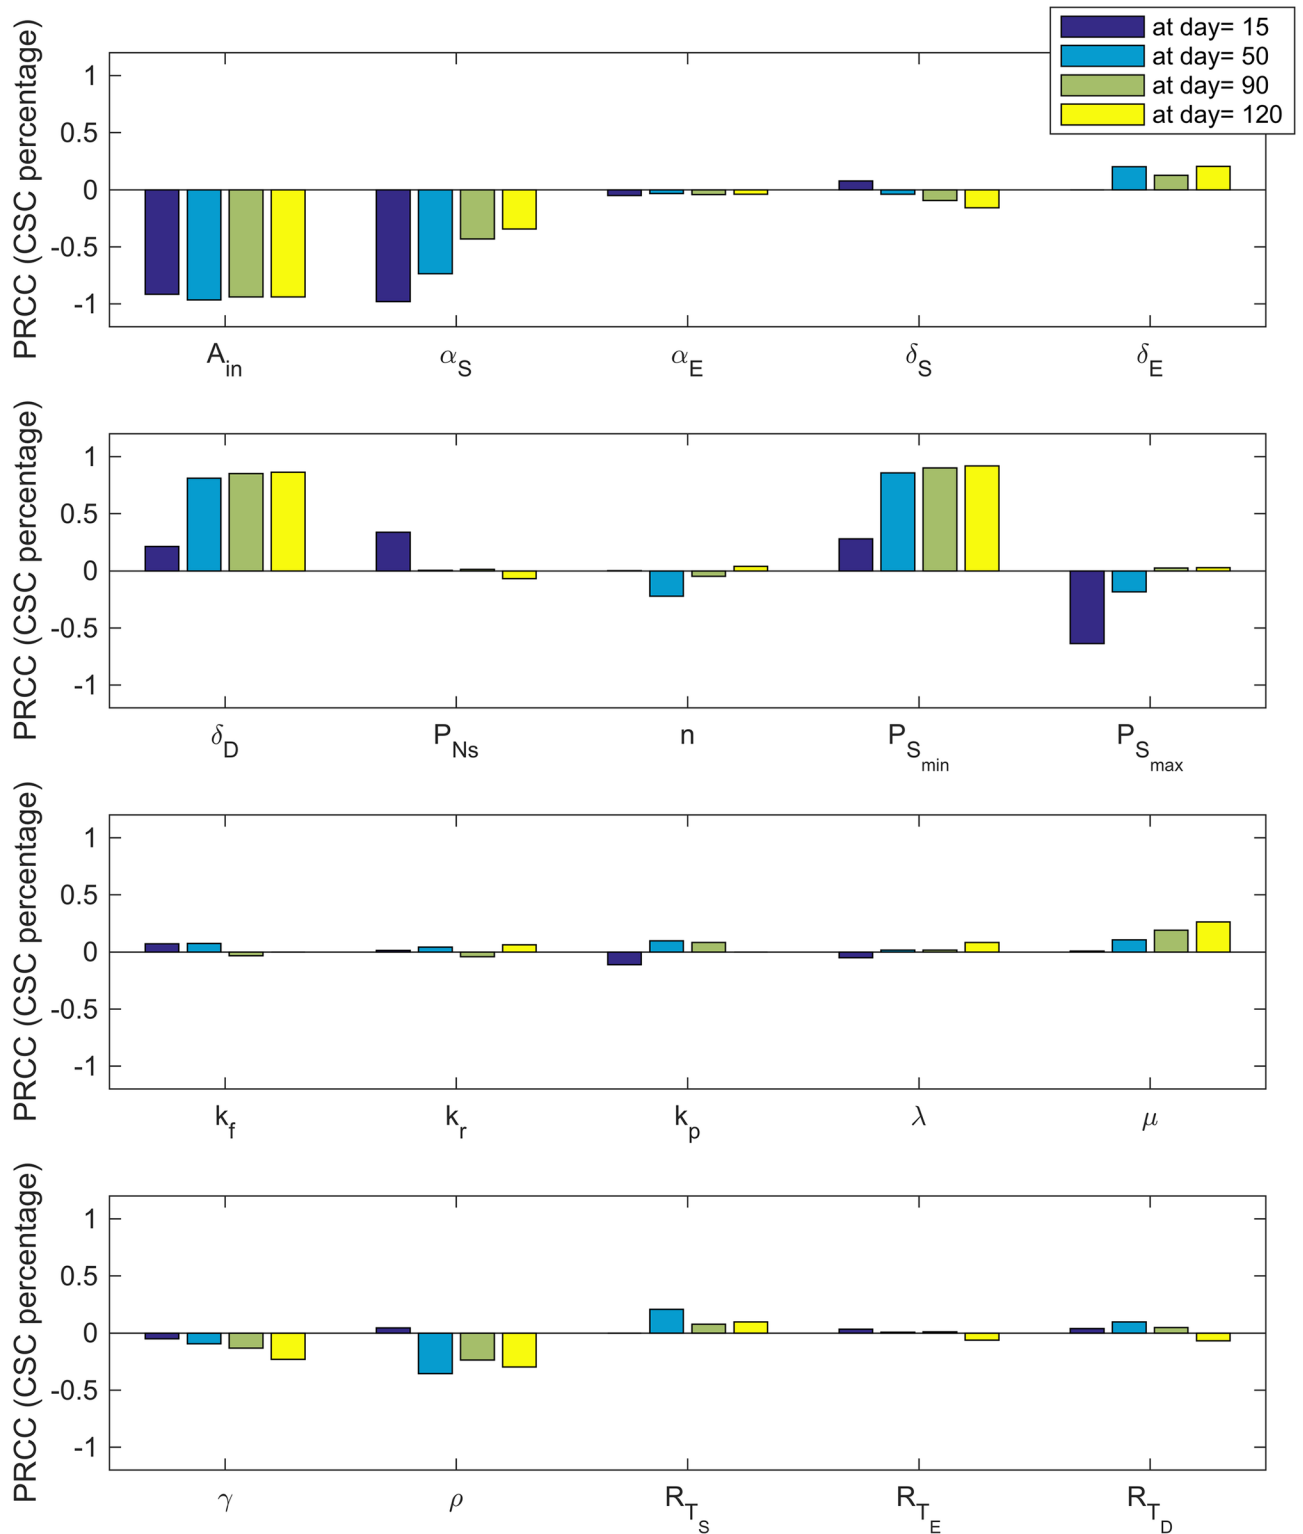 at day= 15
at day= 50
at day= 90
at day= 120
PRCC (CSC percentage)
1
0.5
0
-0.5
-1
A_in α_S α_E δ_S δ_E
PRCC (CSC percentage)
1
0.5
0
-0.5
-1
δ_D P_Ns n P_S_min P_S_max
PRCC (CSC percentage)
1
0.5
0
-0.5
-1
k_f k_r k_p λ μ
PRCC (CSC percentage)
1
0.5
0
-0.5
-1
γ ρ R_T_S R_T_E R_T_D